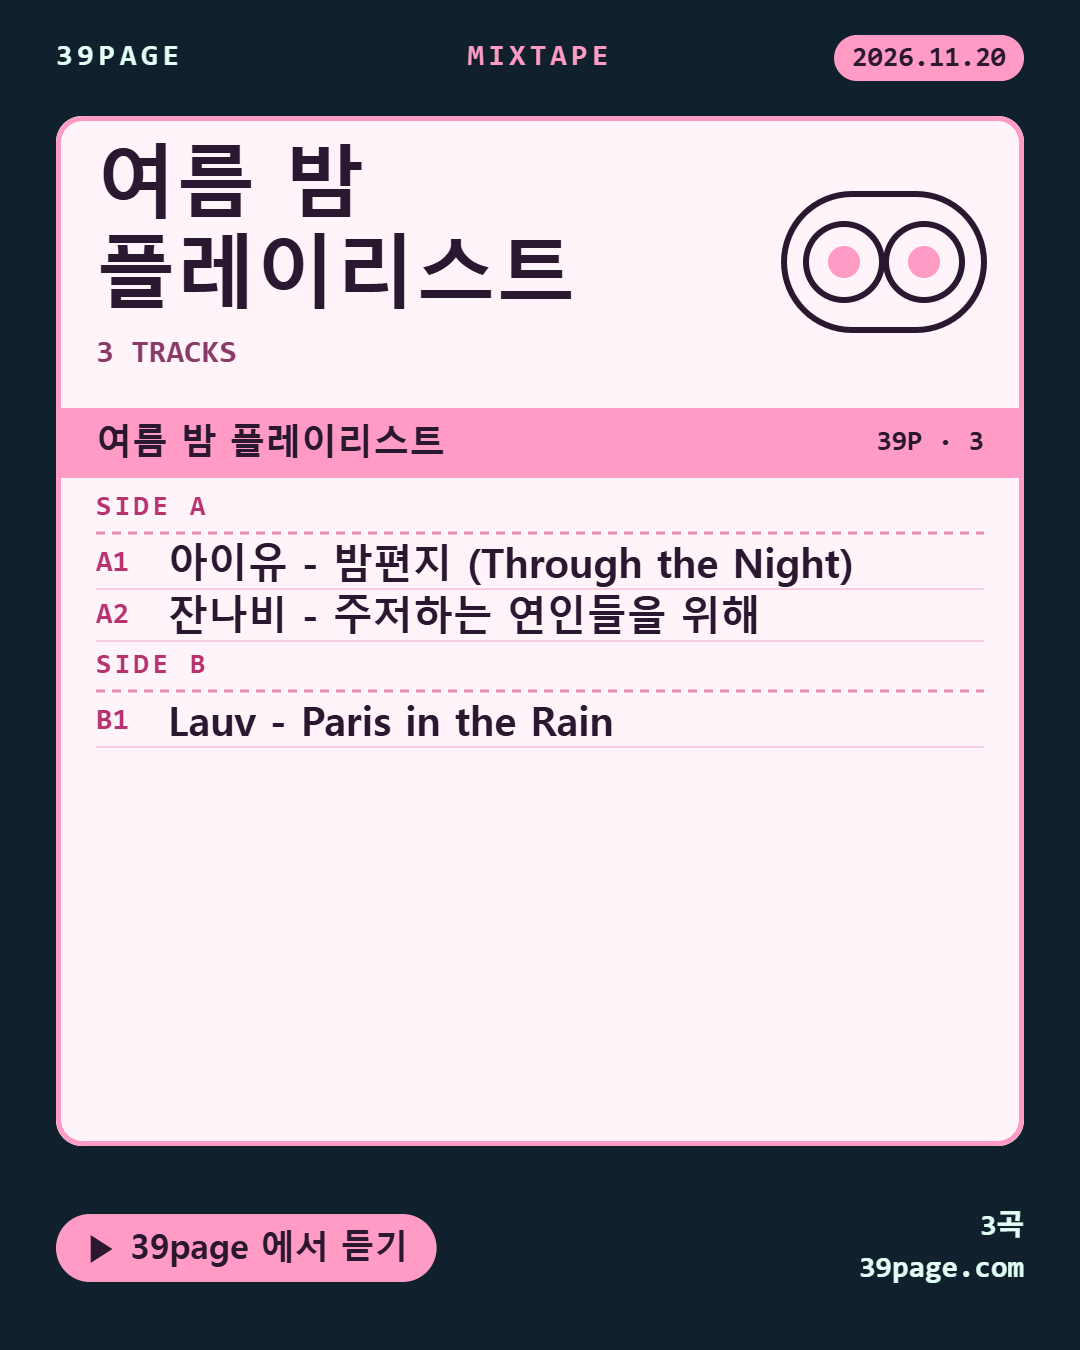 39PAGE MIXTAPE 2026.11.20
여름 밤
플레이리스트
3 TRACKS
여름 밤 플레이리스트 39P · 3
SIDE A
A1 아이유 - 밤편지 (Through the Night)
A2 잔나비 - 주저하는 연인들을 위해
SIDE B
B1 Lauv - Paris in the Rain
▶ 39page 에서 듣기
3곡
39page.com